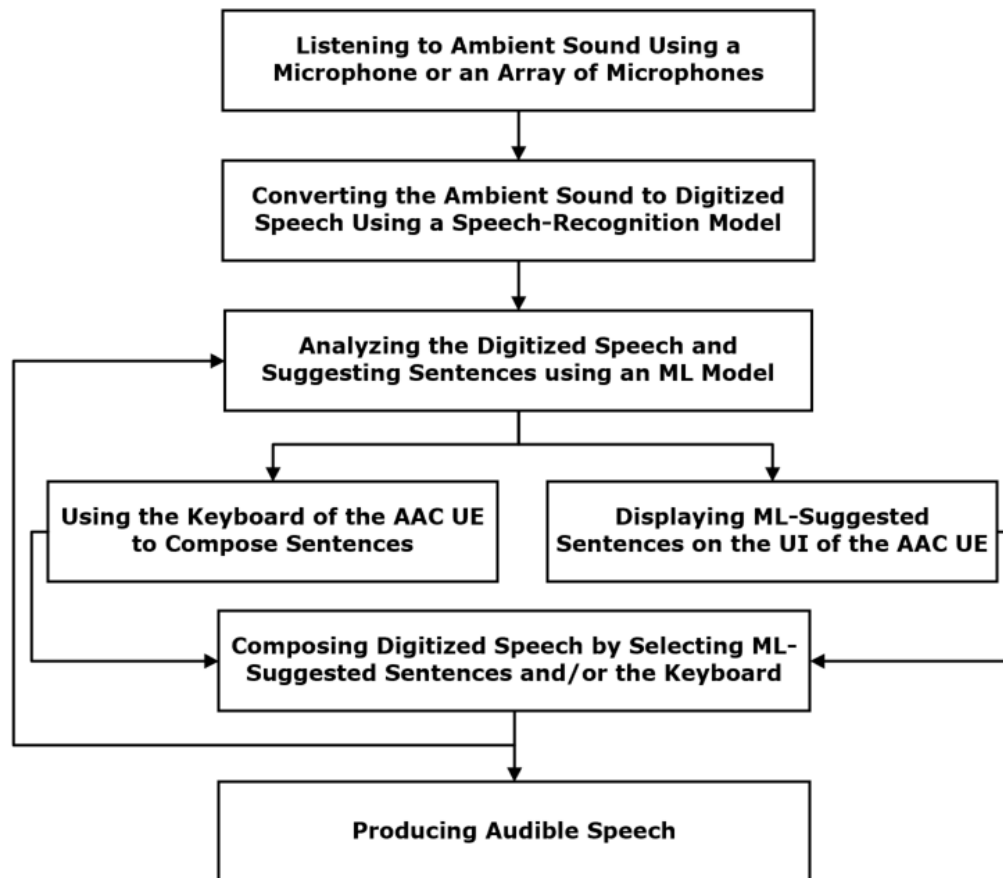 Listening to Ambient Sound Using a
Microphone or an Array of Microphones
Converting the Ambient Sound to Digitized
Speech Using a Speech-Recognition Model
Analyzing the Digitized Speech and
Suggesting Sentences using an ML Model
Using the Keyboard of the AAC UE
to Compose Sentences
Displaying ML-Suggested
Sentences on the UI of the AAC UE
Composing Digitized Speech by Selecting ML-
Suggested Sentences and/or the Keyboard
Producing Audible Speech